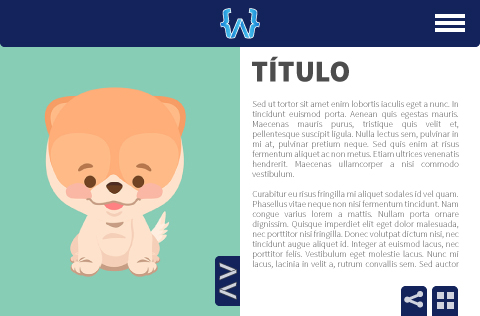 {W}
TÍTULO
Sed ut tortor sit amet enim lobortis iaculis eget a nunc. In
tincidunt euismod porta. Aenean quis egestas mauris.
Maecenas mauris purus, tristique quis velit et,
pellentesque suscipit ligula. Nulla lectus sem, pulvinar in
mi at, pulvinar pretium neque. Sed quis enim at risus
fermentum aliquet ac non metus. Etiam ultrices venenatis
hendrerit. Maecenas ullamcorper a nisi commodo
vestibulum.
Curabitur eu risus fringilla mi aliquet sodales id vel quam.
Phasellus vitae neque non nisi fermentum tincidunt. Nam
congue varius lorem a mattis. Nullam porta ornare
dignissim. Quisque imperdiet elit eget dolor malesuada,
nec porttitor nisi fringilla. Donec volutpat dictum nisi, nec
tincidunt augue aliquet id. Integer at euismod lacus, nec
porttitor felis. Vestibulum eget molestie lacus. Nunc mi
lacus, lacinia in velit a, rutrum convallis sem. Sed auctor